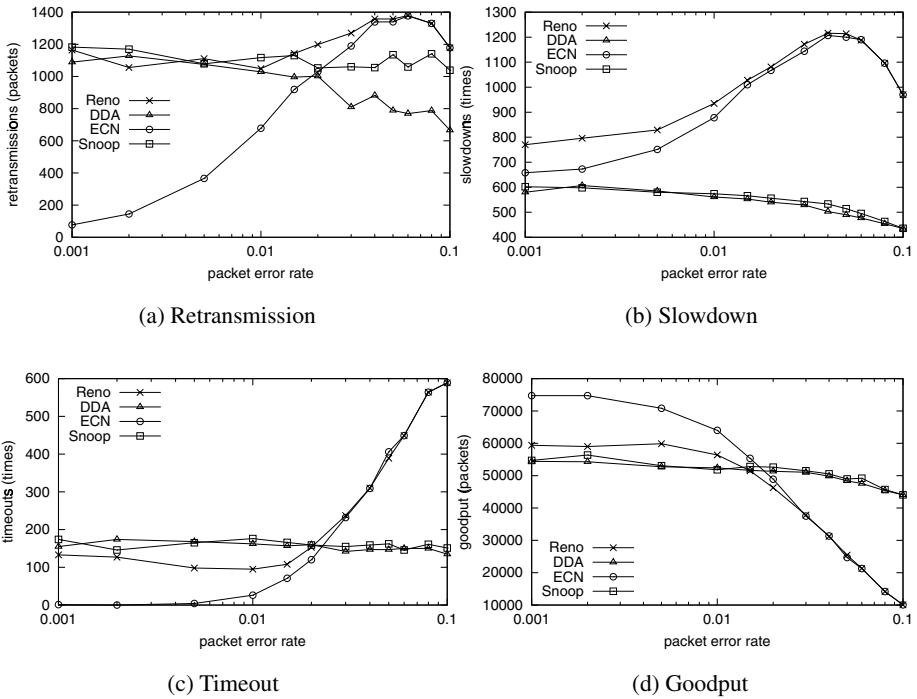 1400
1200
1000
800
600
400
200
0
0.001
0.01
0.1
retransmissions (packets)
packet error rate
Reno
DDA
ECN
Snoop
(a) Retransmission
1300
1200
1100
1000
900
800
700
600
500
400
0.001
0.01
0.1
slowdowns (times)
packet error rate
Reno
DDA
ECN
Snoop
(b) Slowdown
600
500
400
300
200
100
0
0.001
0.01
0.1
timeouts (times)
packet error rate
Reno
DDA
ECN
Snoop
(c) Timeout
80000
70000
60000
50000
40000
30000
20000
10000
0.001
0.01
0.1
goodput (packets)
packet error rate
Reno
DDA
ECN
Snoop
(d) Goodput